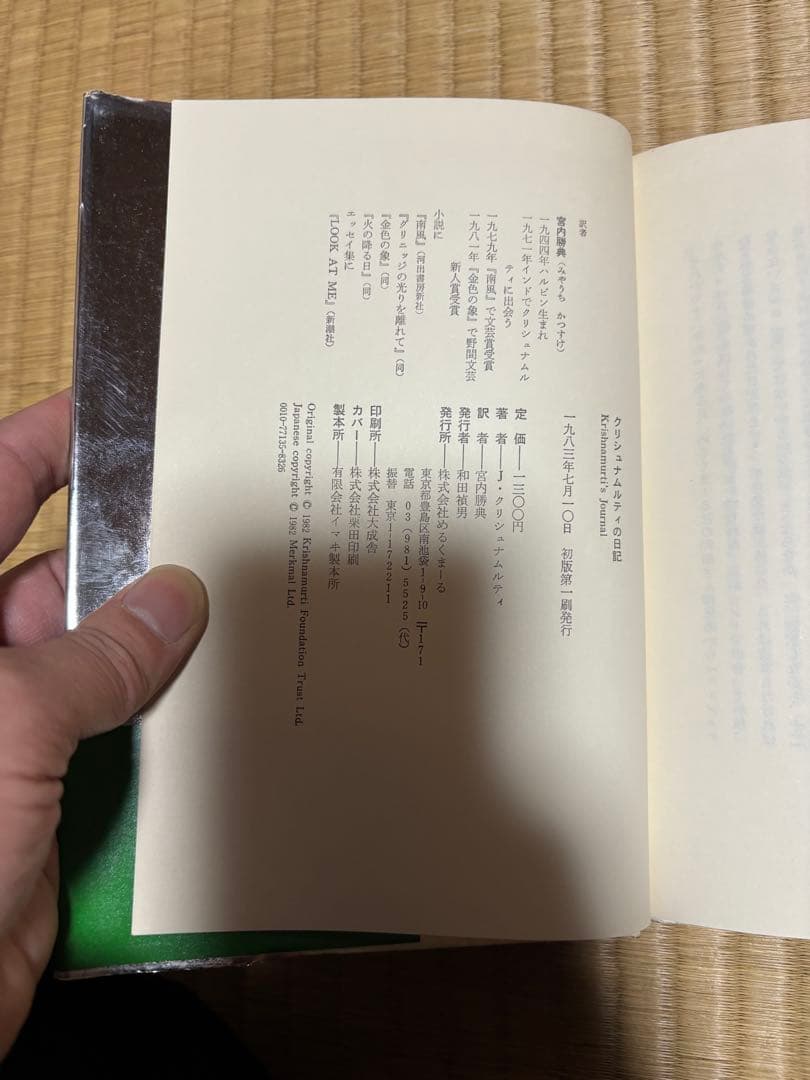 訳者
宮内勝典(みやうち かつすけ)
一九四四年ハルビン生まれ
一九七一年インドでクリシュナムル
ティに出会う
一九七九年『南風』で文芸賞受賞
一九八一年『金色の象』で野間文芸
新人賞受賞
小説に
『南風』(河出書房新社)
『グリニッジの光りを離れて』(同)
『金色の象』(同)
『火の降る日』(同)
エッセイ集に
『LOOK AT ME』(新潮社)
クリシュナムルティの日記
Krishnamurti's Journal
一九八三年七月一〇日 初版第一刷発行
定 価——一三〇〇円
著 者——J・クリシュナムルティ
訳 者——宮内勝典
発行者——和田禎男
発行所——株式会社めるくまーる
東京都豊島区南池袋1-9-10 〒171
電話 03(981)5525(代)
振替 東京1-172211
印刷所——株式会社大成舎
カバー——株式会社栗田印刷
製本所——有限会社イマヰ製本所
Original copyright © 1982 Krishnamurti Foundation Trust Ltd.
Japanese copyright © 1982 Merkmal Ltd.
0010-77135-8326